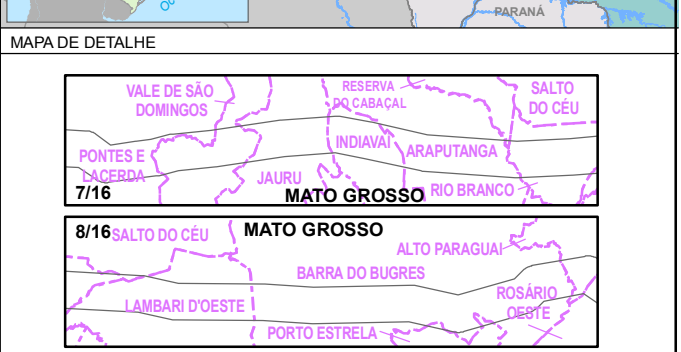 PARANÁ
MAPA DE DETALHE
VALE DE SÃO
DOMINGOS
RESERVA
DO CABAÇAL
SALTO
DO CÉU
PONTES E
LACERDA
INDIAVAÍ
ARAPUTANGA
JAURU
RIO BRANCO
7/16
MATO GROSSO
8/16
SALTO DO CÉU
MATO GROSSO
ALTO PARAGUAI
BARRA DO BUGRES
LAMBARI D'OESTE
ROSÁRIO
OESTE
PORTO ESTRELA